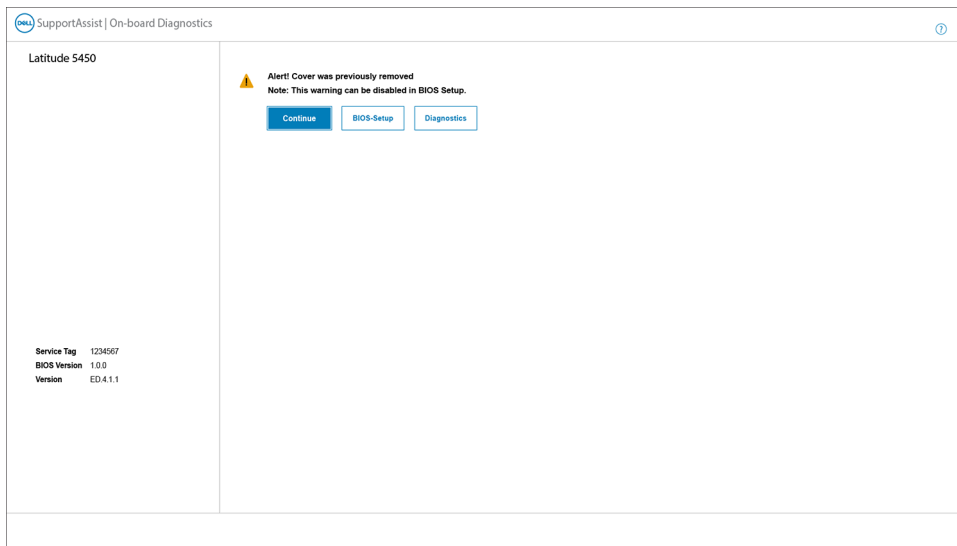 DELL SupportAssist | On-board Diagnostics
?
Latitude 5450
Alert! Cover was previously removed
Note: This warning can be disabled in BIOS Setup.
Continue BIOS-Setup Diagnostics
Service Tag 1234567
BIOS Version 1.0.0
Version ED.4.1.1